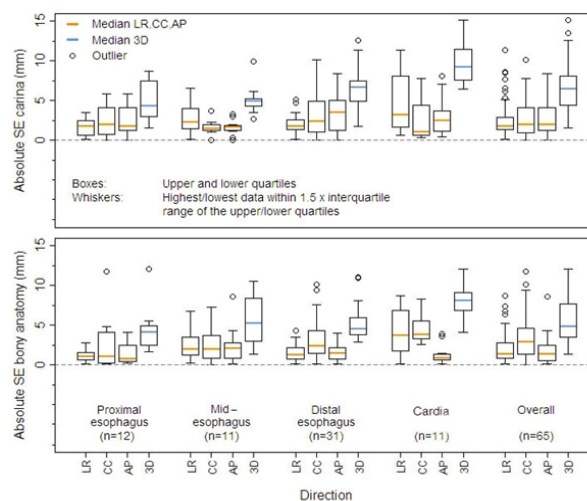 Median LR,CC,AP
Median 3D
Outlier
Absolute SE carina (mm)
15
10
5
0
Boxes: Upper and lower quartiles
Whiskers: Highest/lowest data within 1.5 x interquartile
range of the upper/lower quartiles
Absolute SE bony anatomy (mm)
15
10
5
0
Proximal esophagus (n=12)
Mid– esophagus (n=11)
Distal esophagus (n=31)
Cardia (n=11)
Overall (n=65)
LR CC AP 3D LR CC AP 3D LR CC AP 3D LR CC AP 3D LR CC AP 3D
Direction